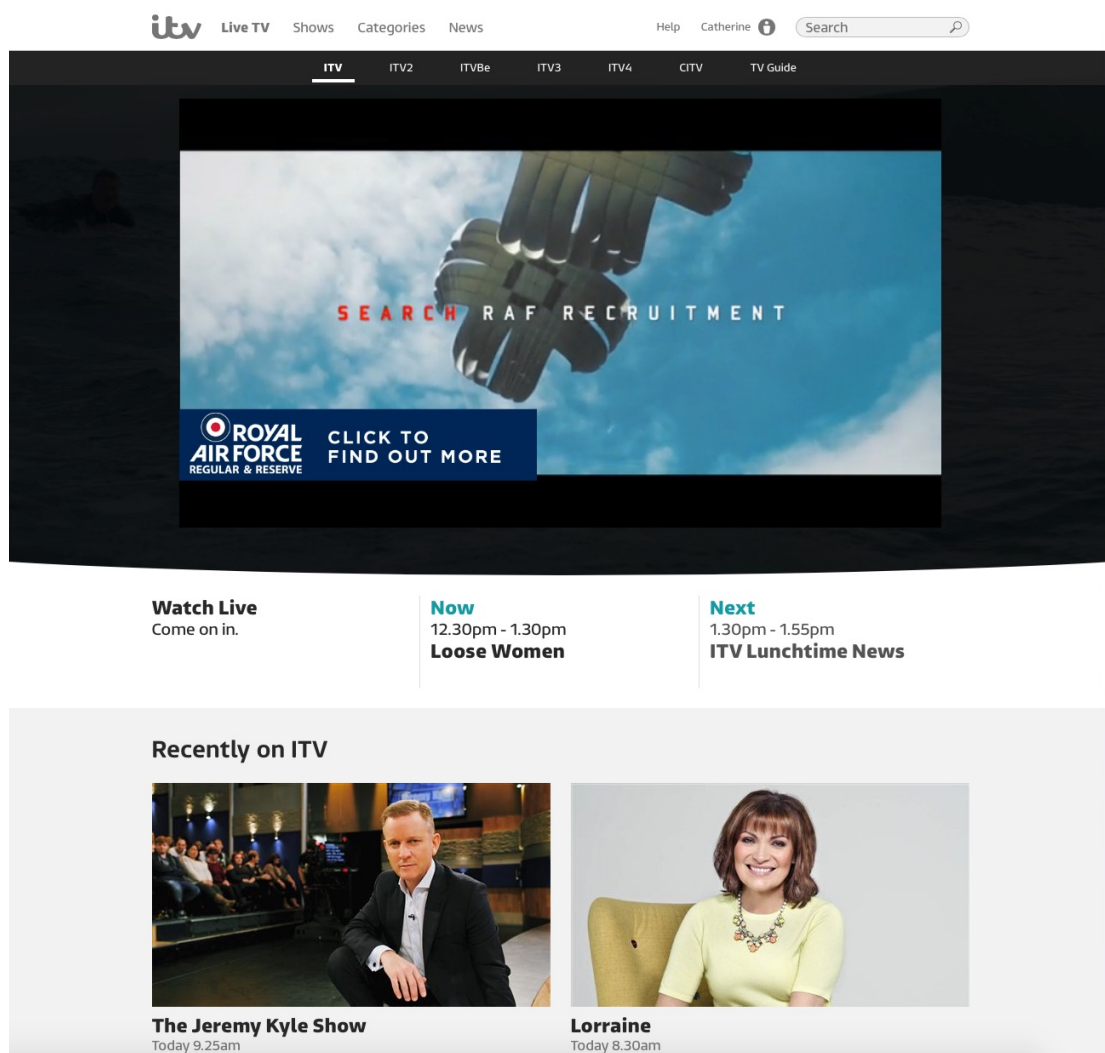 itv Live TV Shows Categories News Help Catherine Search
ITV ITV2 ITVBe ITV3 ITV4 CITV TV Guide
SEARCH RAF RECRUITMENT
ROYAL
AIR FORCE
REGULAR & RESERVE
CLICK TO
FIND OUT MORE
Watch Live
Come on in.
Now
12.30pm - 1.30pm
Loose Women
Next
1.30pm - 1.55pm
ITV Lunchtime News
Recently on ITV
The Jeremy Kyle Show
Today 9.25am
Lorraine
Today 8.30am